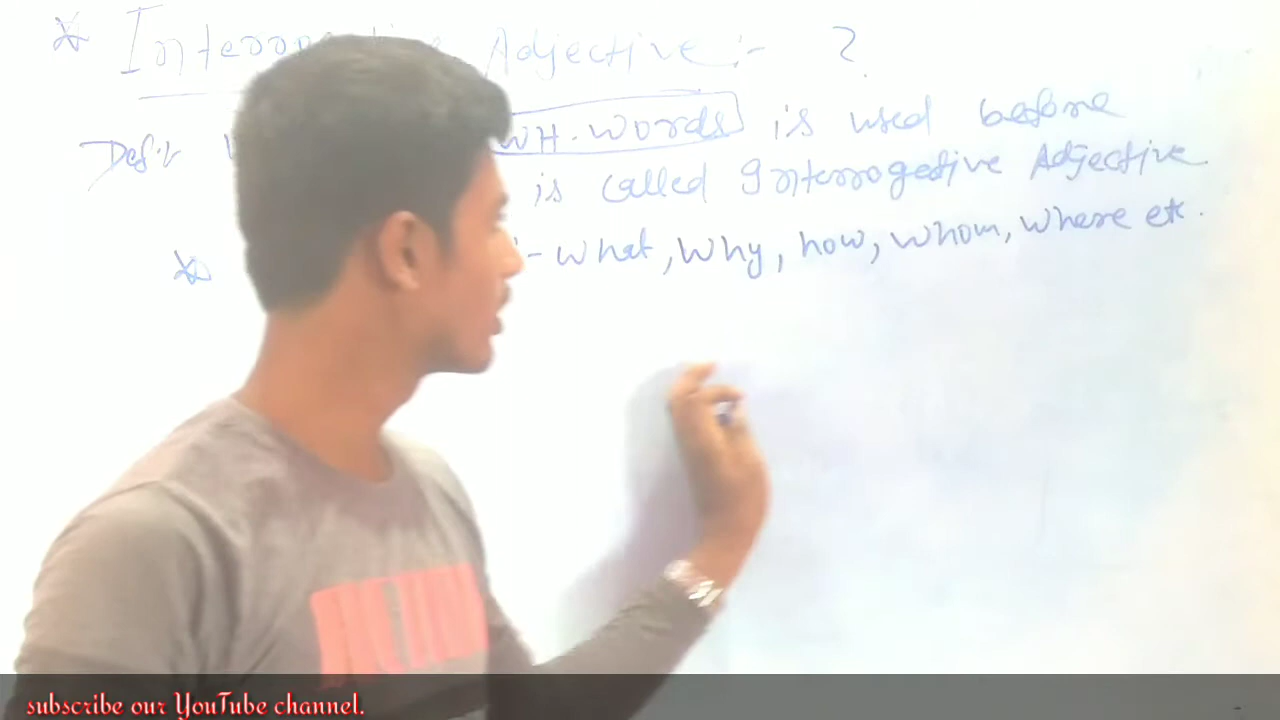 * Adjective :- ?
Def:- WH-words is used before
is called Interrogative Adjective
* :- what, why, how, whom, where etc.
subscribe our YouTube channel.